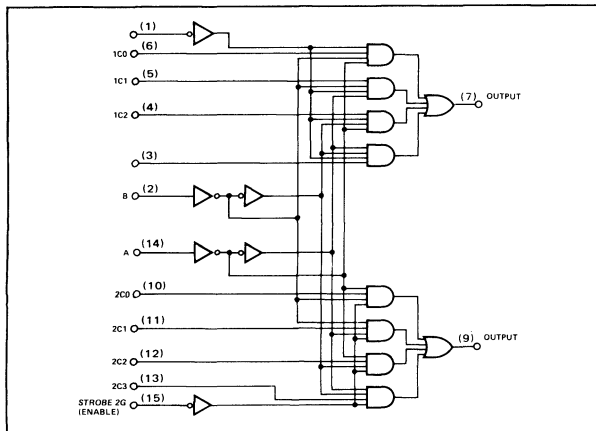 (1)
1C0 (6)
1C1 (5)
1C2 (4)
(7) OUTPUT
(3)
B (2)
A (14)
2C0 (10)
2C1 (11)
(9) OUTPUT
2C2 (12)
2C3 (13)
STROBE 2G (15)
(ENABLE)